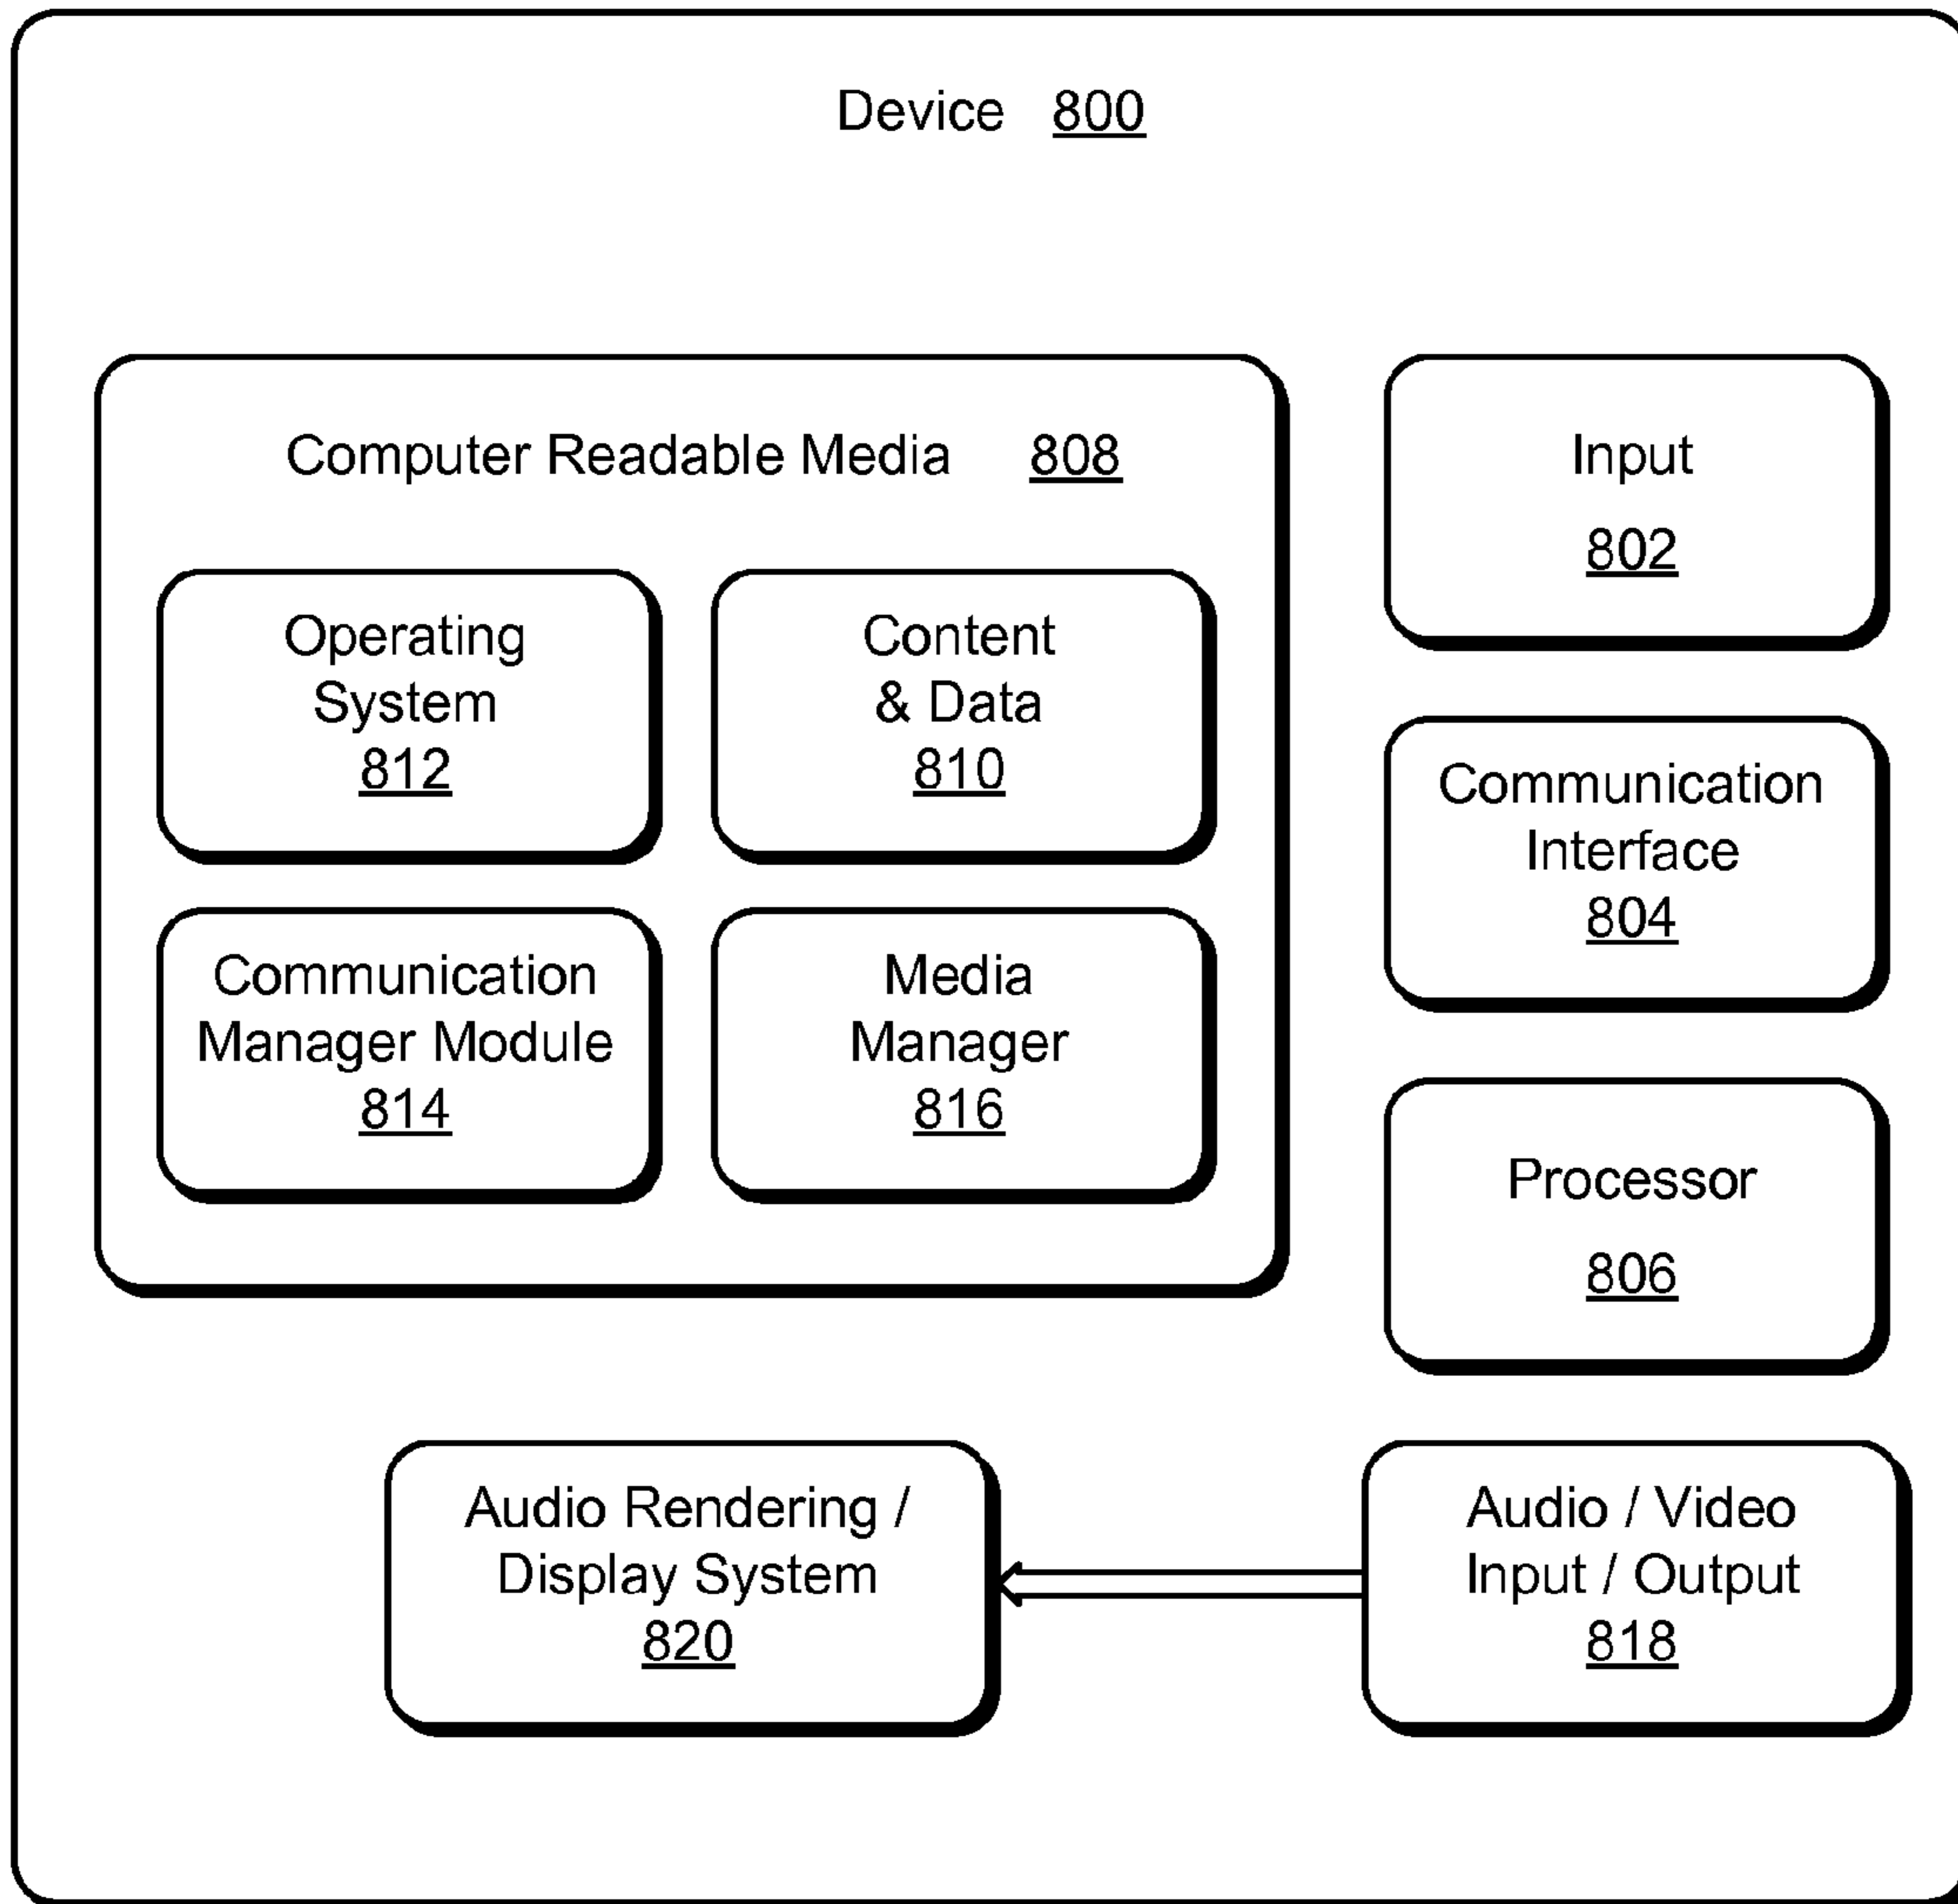 Device 800
Computer Readable Media 808
Operating
System
812
Content
& Data
810
Communication
Manager Module
814
Media
Manager
816
Input
802
Communication
Interface
804
Processor
806
Audio Rendering /
Display System
820
Audio / Video
Input / Output
818